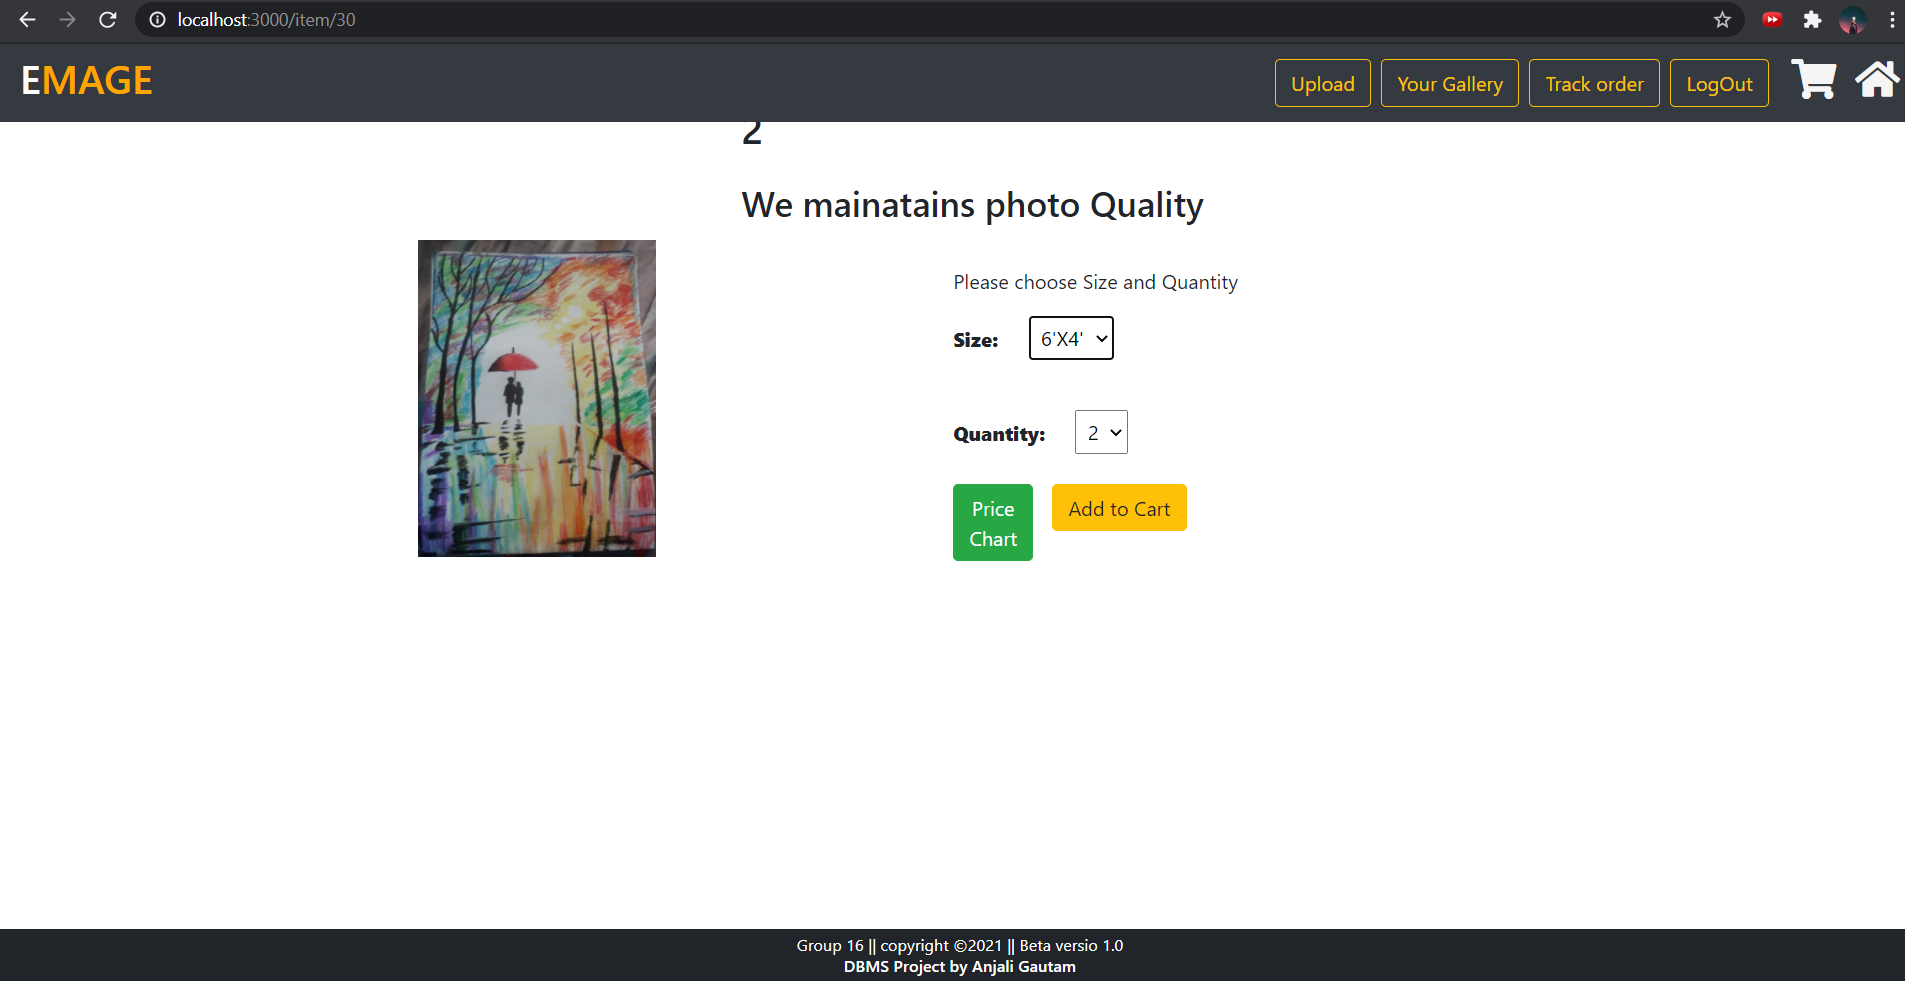 localhost:3000/item/30
EMAGE
Upload
Your Gallery
Track order
LogOut
2
We mainatains photo Quality
Please choose Size and Quantity
Size: 6'X4'
Quantity: 2
Price
Chart
Add to Cart
Group 16 || copyright ©2021 || Beta versio 1.0
DBMS Project by Anjali Gautam